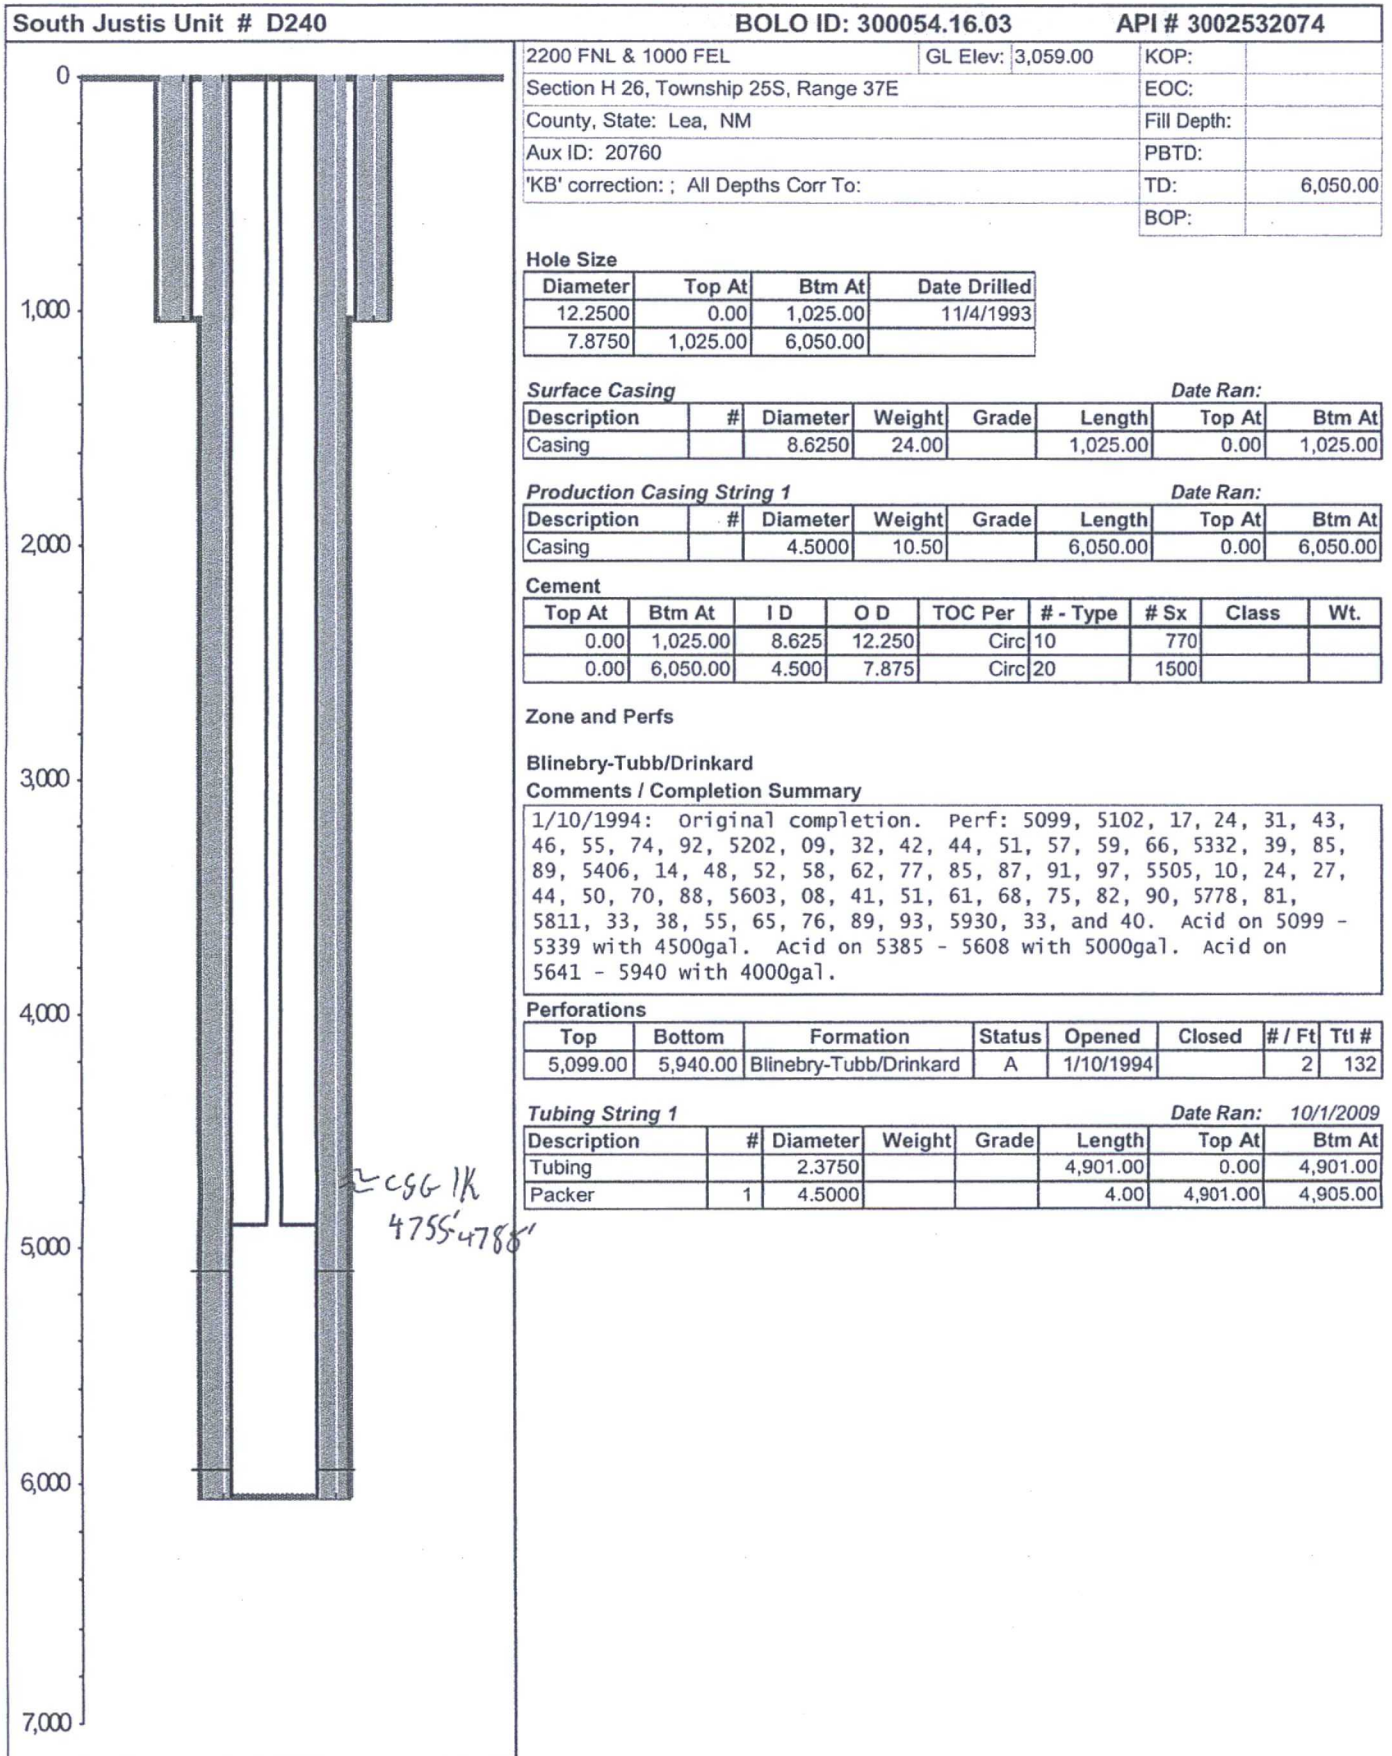 South Justis Unit # D240 BOLO ID: 300054.16.03 API # 3002532074
2200 FNL & 1000 FEL GL Elev: 3,059.00 KOP:
Section H 26, Township 25S, Range 37E EOC:
County, State: Lea, NM Fill Depth:
Aux ID: 20760 PBTD:
'KB' correction: ; All Depths Corr To: TD: 6,050.00
BOP:
Hole Size
Diameter Top At Btm At Date Drilled
12.2500 0.00 1,025.00 11/4/1993
7.8750 1,025.00 6,050.00
Surface Casing Date Ran:
Description # Diameter Weight Grade Length Top At Btm At
Casing 8.6250 24.00 1,025.00 0.00 1,025.00
Production Casing String 1 Date Ran:
Description # Diameter Weight Grade Length Top At Btm At
Casing 4.5000 10.50 6,050.00 0.00 6,050.00
Cement
Top At Btm At I D O D TOC Per # - Type # Sx Class Wt.
0.00 1,025.00 8.625 12.250 Circ 10 770
0.00 6,050.00 4.500 7.875 Circ 20 1500
Zone and Perfs
Blinebry-Tubb/Drinkard
Comments / Completion Summary
1/10/1994: Original completion. Perf: 5099, 5102, 17, 24, 31, 43,
46, 55, 74, 92, 5202, 09, 32, 42, 44, 51, 57, 59, 66, 5332, 39, 85,
89, 5406, 14, 48, 52, 58, 62, 77, 85, 87, 91, 97, 5505, 10, 24, 27,
44, 50, 70, 88, 5603, 08, 41, 51, 61, 68, 75, 82, 90, 5778, 81,
5811, 33, 38, 55, 65, 76, 89, 93, 5930, 33, and 40. Acid on 5099 -
5339 with 4500gal. Acid on 5385 - 5608 with 5000gal. Acid on
5641 - 5940 with 4000gal.
Perforations
Top Bottom Formation Status Opened Closed # / Ft Ttl #
5,099.00 5,940.00 Blinebry-Tubb/Drinkard A 1/10/1994 2 132
Tubing String 1 Date Ran: 10/1/2009
Description # Diameter Weight Grade Length Top At Btm At
Tubing 2.3750 4,901.00 0.00 4,901.00
Packer 1 4.5000 4.00 4,901.00 4,905.00
0
1,000
2,000
3,000
4,000
5,000
6,000
7,000
csg lk
4755' 4788'